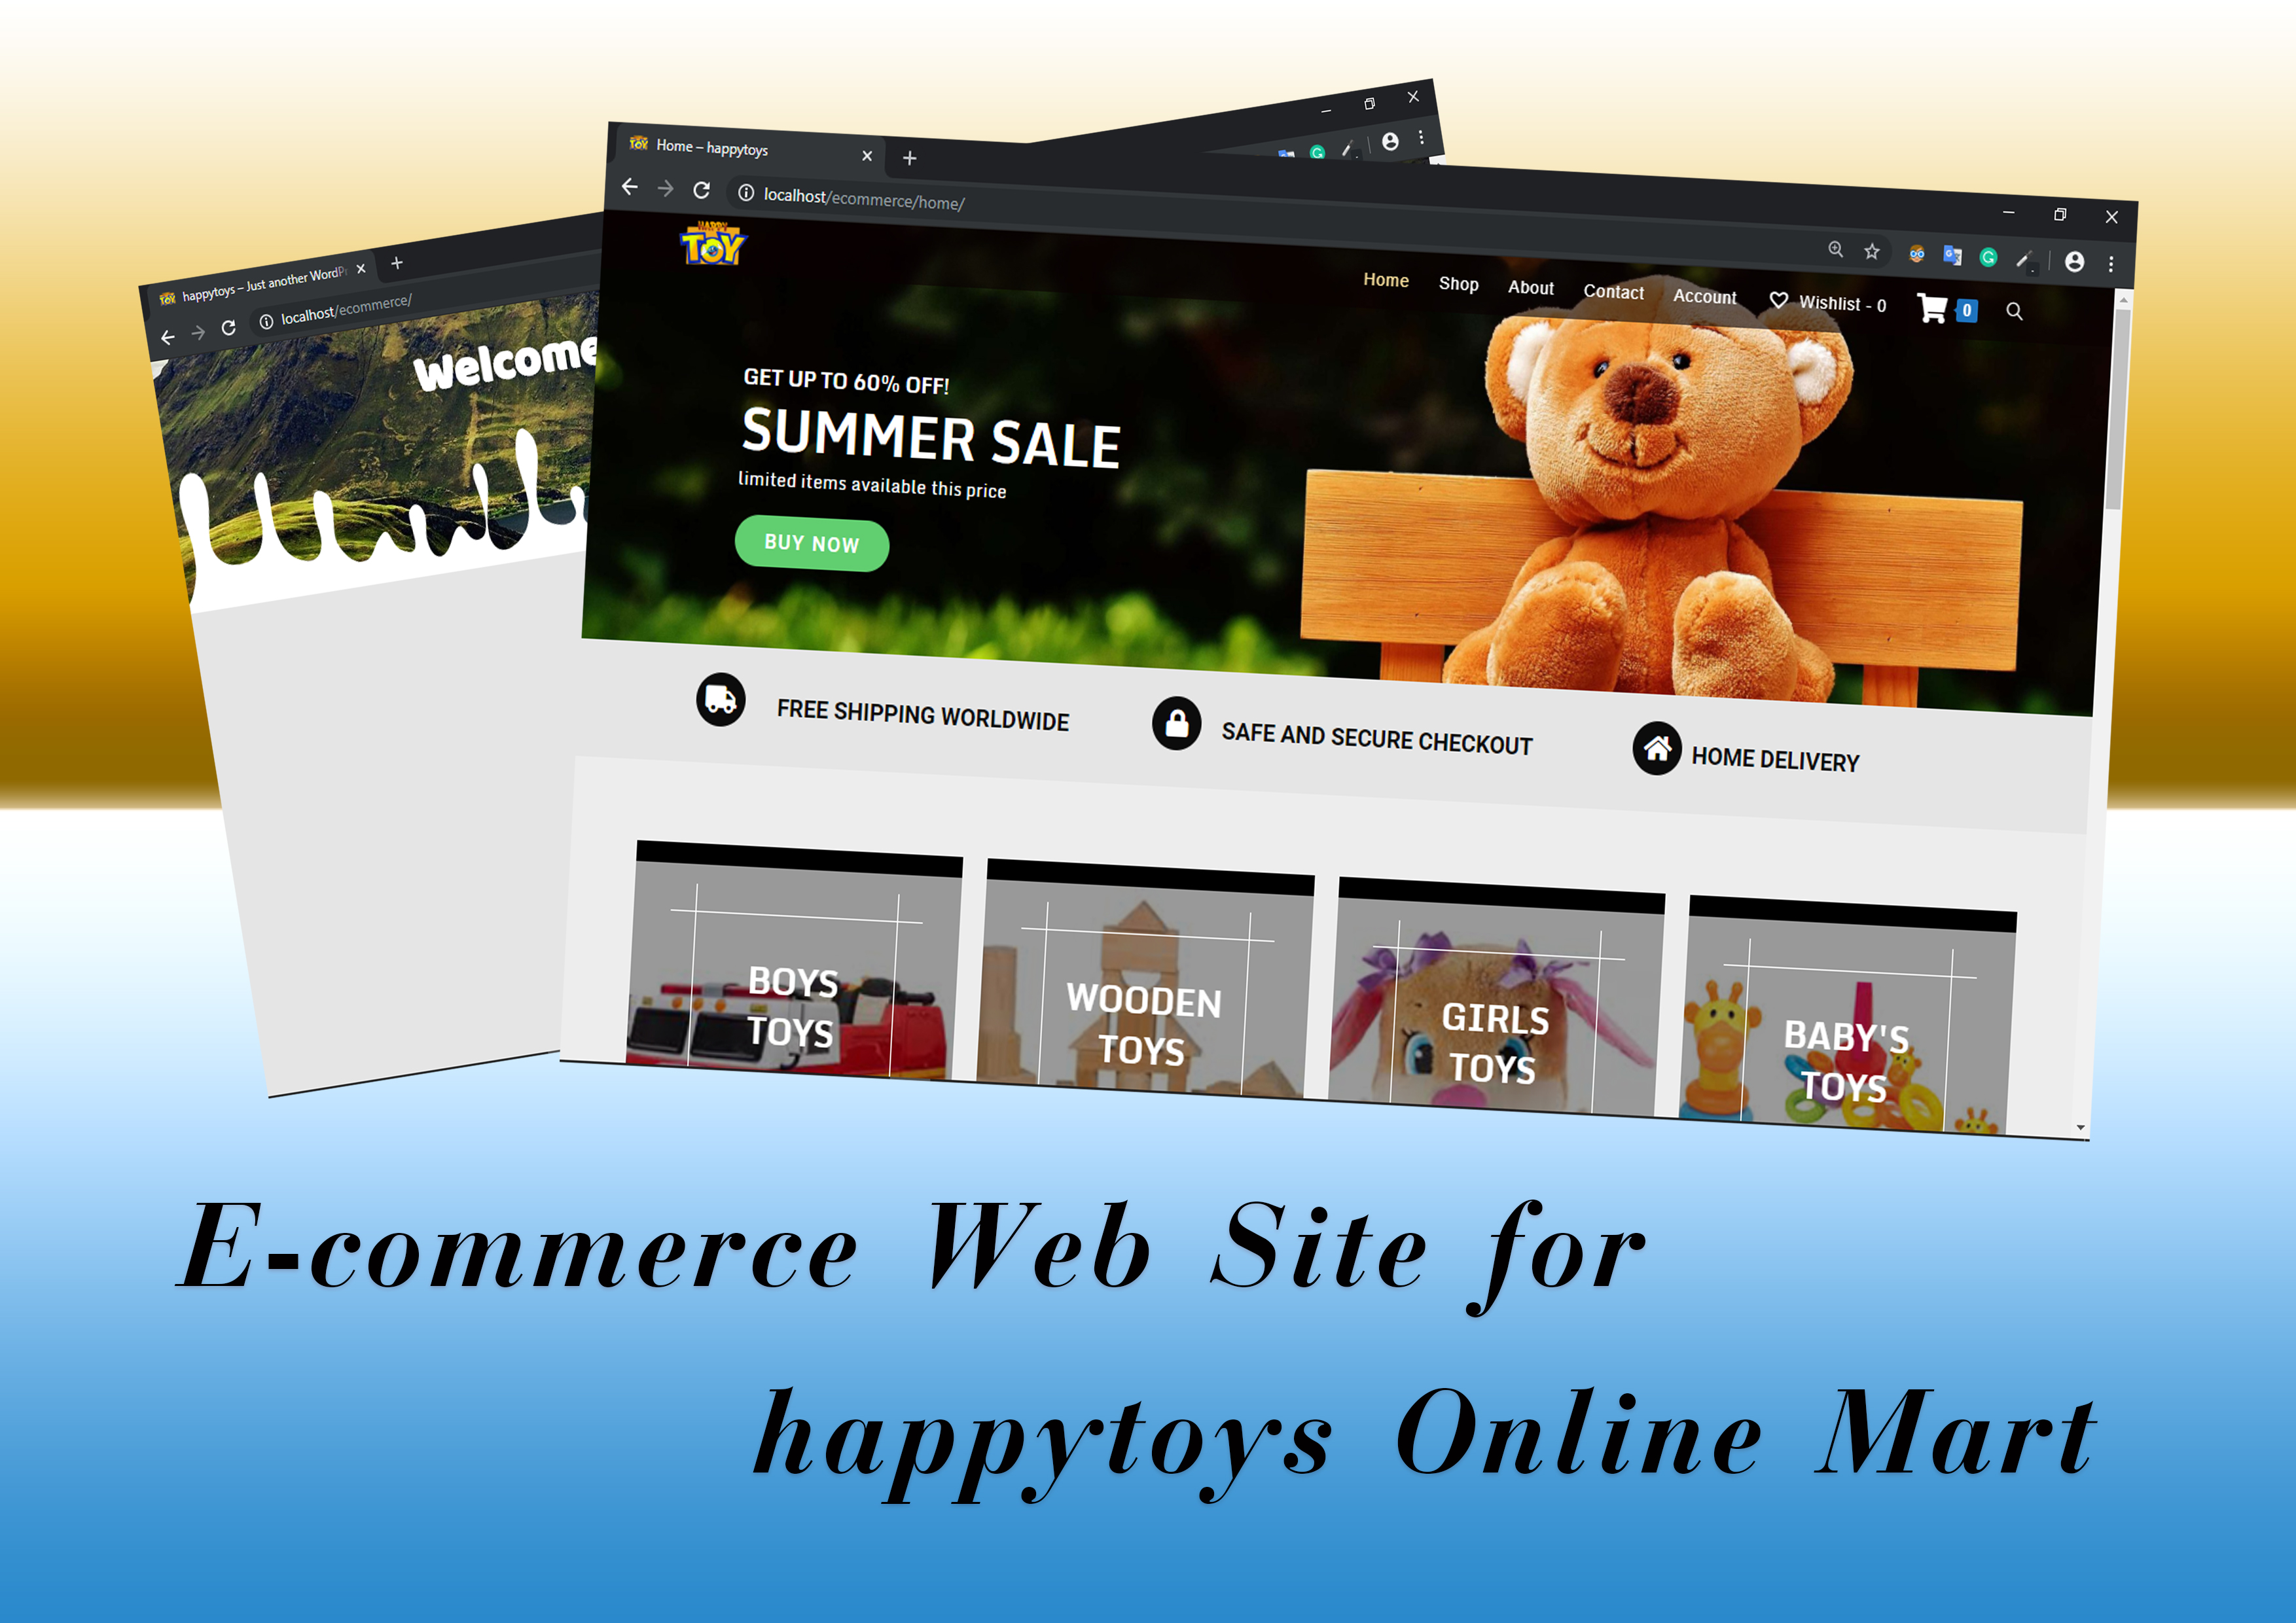 happytoys – Just another WordPr
localhost/ecommerce/
Welcome
Home – happytoys
localhost/ecommerce/home/
HAPPY
TOY
Home Shop About Contact Account Wishlist - 0 0
GET UP TO 60% OFF!
SUMMER SALE
limited items available this price
BUY NOW
FREE SHIPPING WORLDWIDE
SAFE AND SECURE CHECKOUT
HOME DELIVERY
BOYS
TOYS
WOODEN
TOYS
GIRLS
TOYS
BABY'S
TOYS
E-commerce Web Site for
happytoys Online Mart